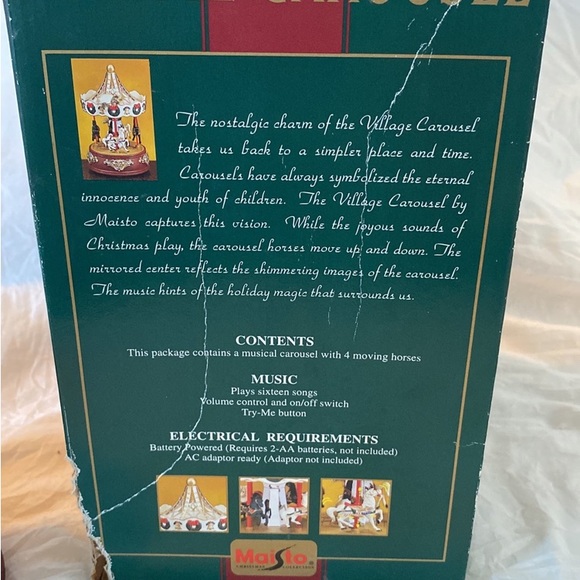 CAROUSEL
The nostalgic charm of the Village Carousel
takes us back to a simpler place and time.
Carousels have always symbolized the eternal
innocence and youth of children. The Village Carousel by
Maisto captures this vision. While the joyous sounds of
Christmas play, the carousel horses move up and down. The
mirrored center reflects the shimmering images of the carousel.
The music hints of the holiday magic that surrounds us.
CONTENTS
This package contains a musical carousel with 4 moving horses
MUSIC
Plays sixteen songs
Volume control and on/off switch
Try-Me button
ELECTRICAL REQUIREMENTS
Battery Powered (Requires 2-AA batteries, not included)
AC adaptor ready (Adaptor not included)
Maisto®
CHRISTMAS COLLECTION